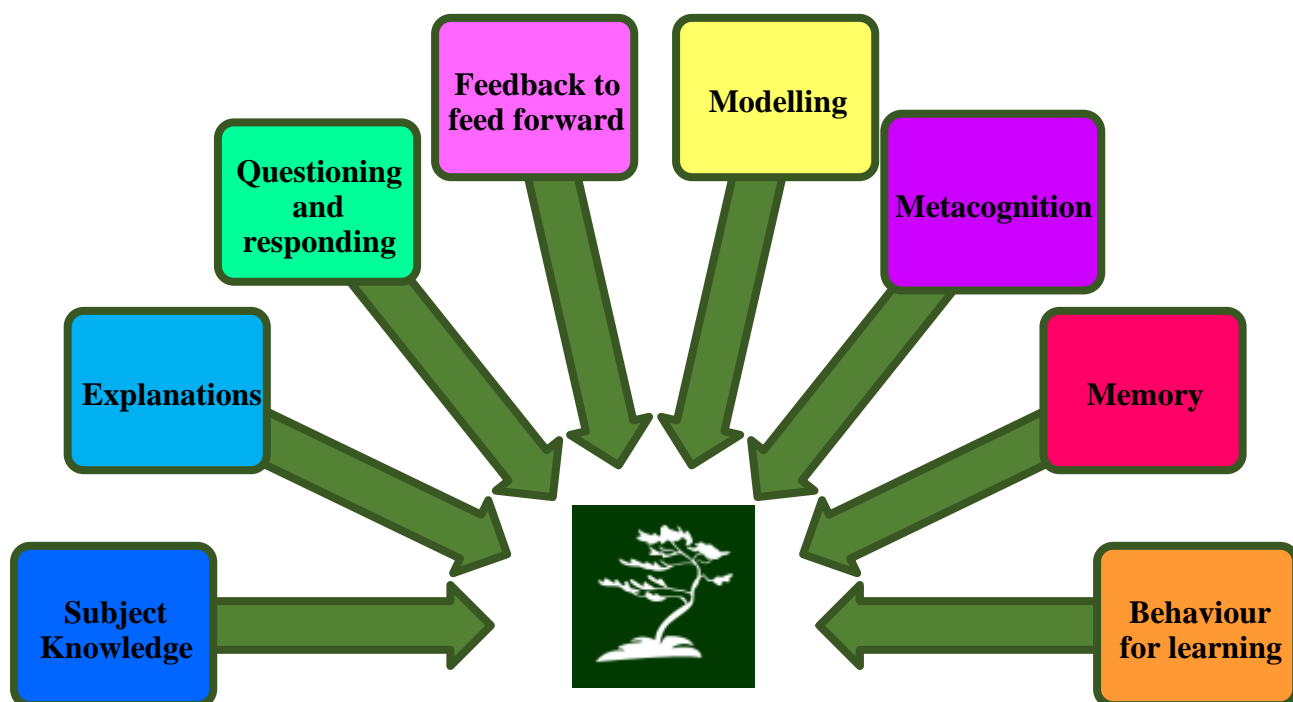 Subject
Knowledge
Explanations
Questioning
and
responding
Feedback to
feed forward
Modelling
Metacognition
Memory
Behaviour
for learning